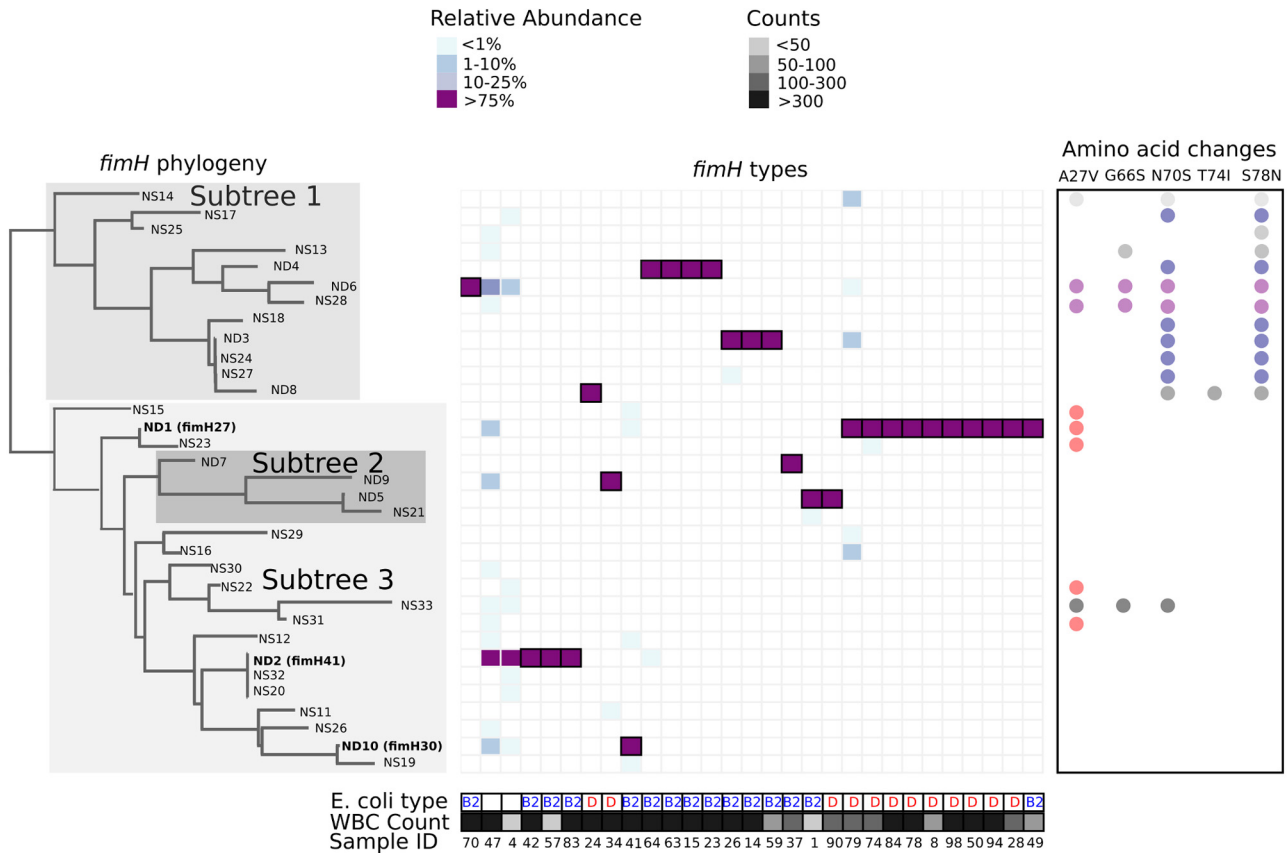 Relative Abundance
<1%
1-10%
10-25%
>75%
Counts
<50
50-100
100-300
>300
fimH phylogeny
fimH types
Amino acid changes
A27V G66S N70S T74I S78N
Subtree 1
NS14
NS17
NS25
NS13
ND4
ND6
NS28
NS18
ND3
NS24
NS27
ND8
NS15
ND1 (fimH27)
NS23
Subtree 2
ND7
ND9
ND5
NS21
NS29
NS16
NS30
Subtree 3
NS22
NS33
NS31
NS12
ND2 (fimH41)
NS32
NS20
NS11
NS26
ND10 (fimH30)
NS19
E. coli type B2 B2 B2 B2 D D B2 B2 B2 B2 B2 B2 B2 B2 B2 B2 D D D D D D D D D B2
WBC Count
Sample ID 70 47 4 42 57 83 24 34 41 64 63 15 23 26 14 59 37 1 90 79 74 84 78 8 98 50 94 28 49